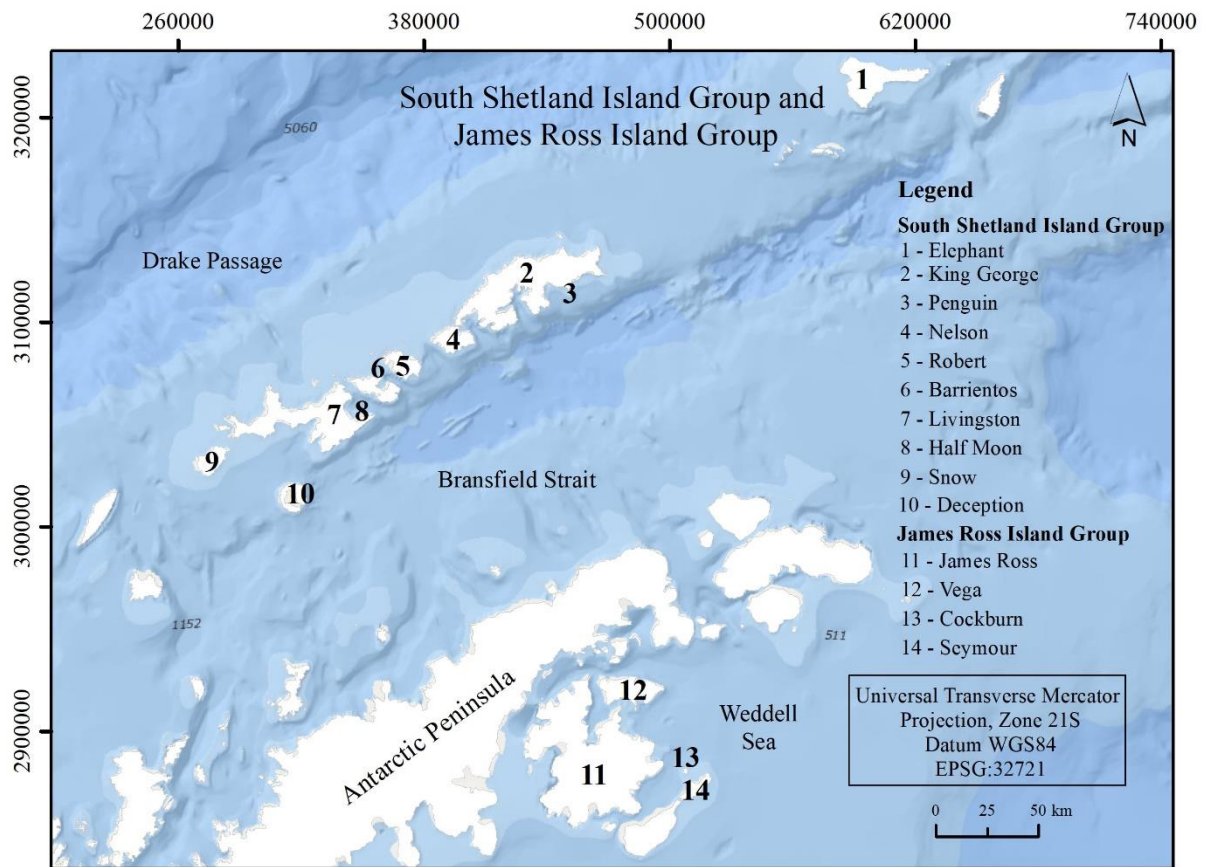 260000
380000
500000
620000
740000
3200000
3100000
3000000
2900000
South Shetland Island Group and
James Ross Island Group
N
5060
Drake Passage
Bransfield Strait
1152
511
Antarctic Peninsula
Weddell
Sea
1
2
3
4
5
6
7
8
9
10
11
12
13
14
Legend
South Shetland Island Group
1 - Elephant
2 - King George
3 - Penguin
4 - Nelson
5 - Robert
6 - Barrientos
7 - Livingston
8 - Half Moon
9 - Snow
10 - Deception
James Ross Island Group
11 - James Ross
12 - Vega
13 - Cockburn
14 - Seymour
Universal Transverse Mercator
Projection, Zone 21S
Datum WGS84
EPSG:32721
0 25 50 km